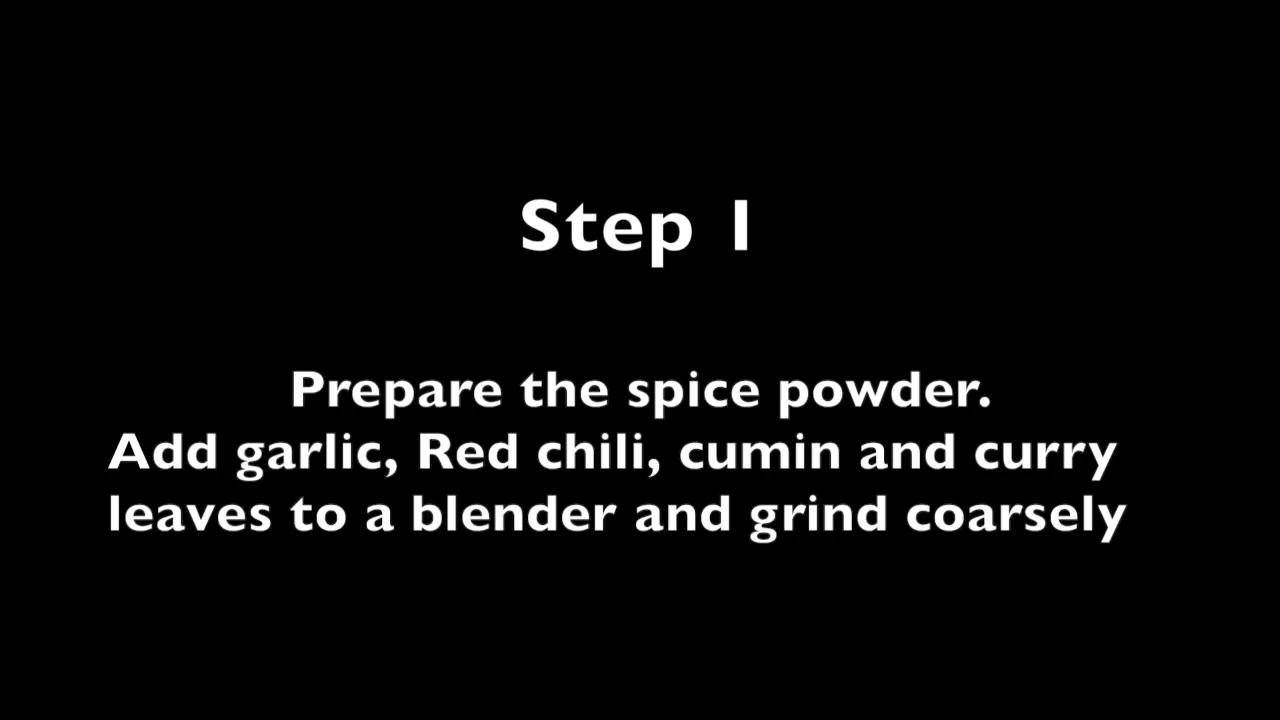 Step 1
Prepare the spice powder.
Add garlic, Red chili, cumin and curry
leaves to a blender and grind coarsely